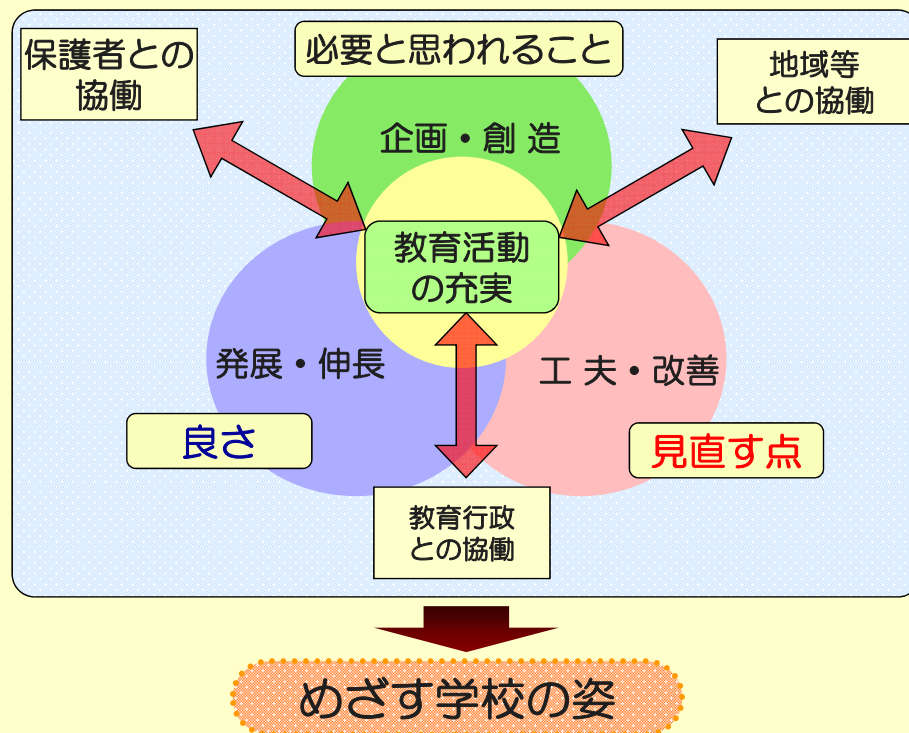 保護者との
協働
必要と思われること
地域等
との協働
企画・創 造
教育活動
の充実
発展・伸長
工 夫・改善
良さ
見直す点
教育行政
との協働
めざす学校の姿